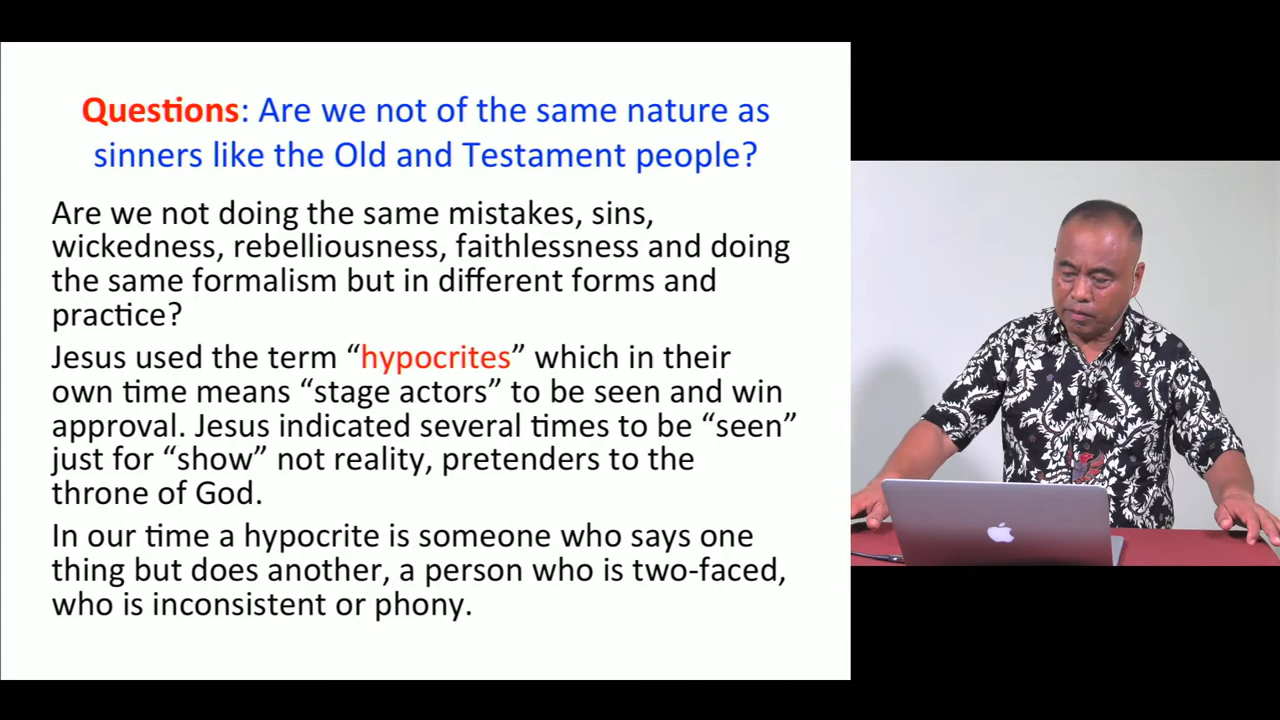 Questions: Are we not of the same nature as
sinners like the Old and Testament people?
Are we not doing the same mistakes, sins,
wickedness, rebelliousness, faithlessness and doing
the same formalism but in different forms and
practice?
Jesus used the term “hypocrites” which in their
own time means “stage actors” to be seen and win
approval. Jesus indicated several times to be “seen”
just for “show” not reality, pretenders to the
throne of God.
In our time a hypocrite is someone who says one
thing but does another, a person who is two-faced,
who is inconsistent or phony.